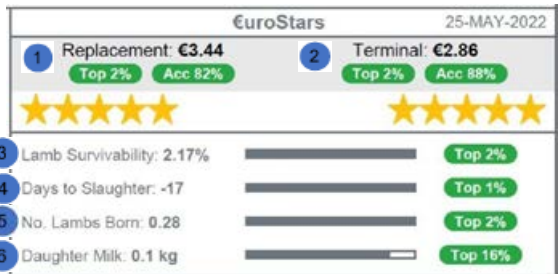 €uroStars 25-MAY-2022
1 Replacement: €3.44 2 Terminal: €2.86
Top 2% Acc 82% Top 2% Acc 88%
3 Lamb Survivability: 2.17% Top 2%
4 Days to Slaughter: -17 Top 1%
5 No. Lambs Born: 0.28 Top 2%
6 Daughter Milk: 0.1 kg Top 16%